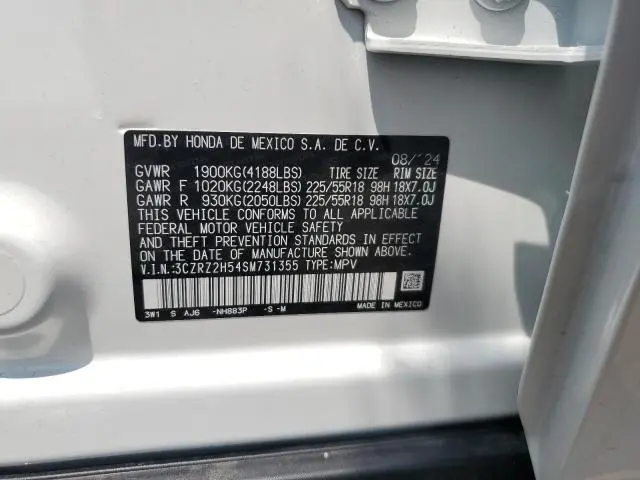 MFD.BY HONDA DE MEXICO S.A. DE C.V.
08/'24
GVWR 1900KG(4188LBS) TIRE SIZE RIM SIZE
GAWR F 1020KG(2248LBS) 225/55R18 98H 18X7.0J
GAWR R 930KG(2050LBS) 225/55R18 98H 18X7.0J
THIS VEHICLE CONFORMS TO ALL APPLICABLE
FEDERAL MOTOR VEHICLE SAFETY
AND THEFT PREVENTION STANDARDS IN EFFECT
ON THE DATE OF MANUFACTURE SHOWN ABOVE.
V.I.N.:3CZRZ2H54SM731355 TYPE:MPV
3W1 S AJ6 -NH883P -S -M MADE IN MEXICO